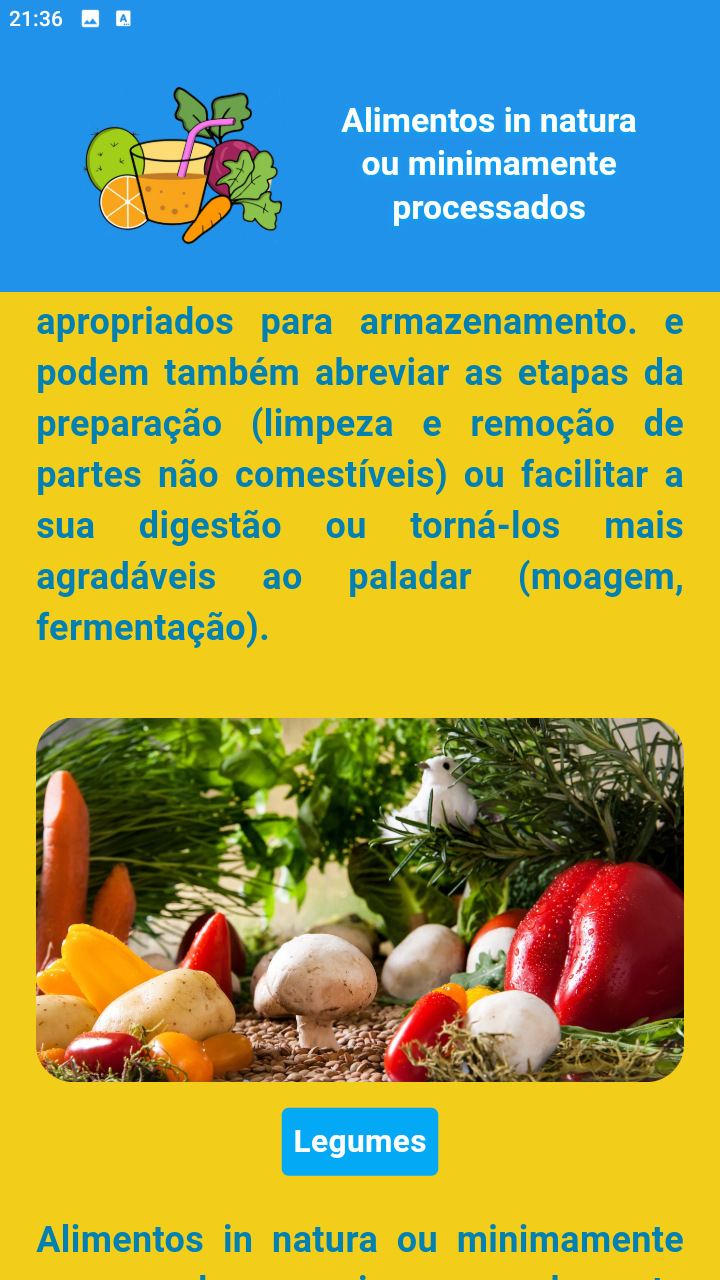 21:36
Alimentos in natura
ou minimamente
processados
apropriados para armazenamento. e
podem também abreviar as etapas da
preparação (limpeza e remoção de
partes não comestíveis) ou facilitar a
sua digestão ou torná-los mais
agradáveis ao paladar (moagem,
fermentação).
Legumes
Alimentos in natura ou minimamente